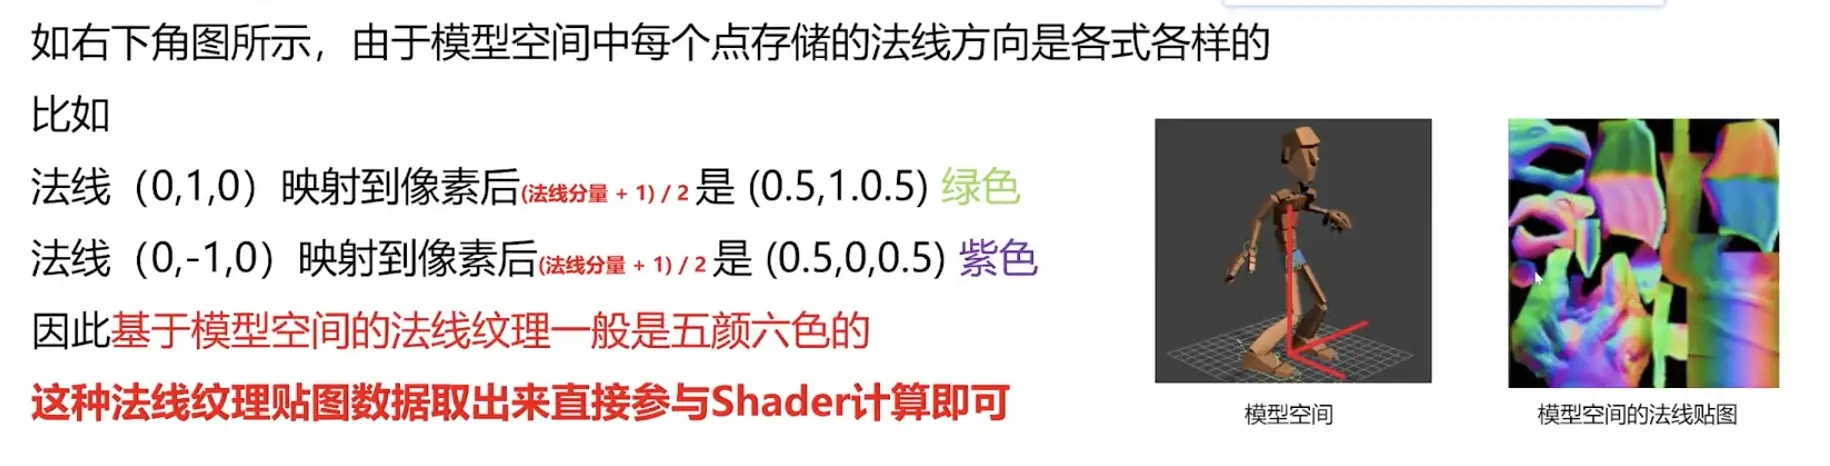 如右下角图所示，由于模型空间中每个点存储的法线方向是各式各样的
比如
法线（0,1,0）映射到像素后(法线分量 + 1) / 2 是 (0.5,1.0.5) 绿色
法线（0,-1,0）映射到像素后(法线分量 + 1) / 2 是 (0.5,0,0.5) 紫色
因此基于模型空间的法线纹理一般是五颜六色的
这种法线纹理贴图数据取出来直接参与Shader计算即可
模型空间
模型空间的法线贴图